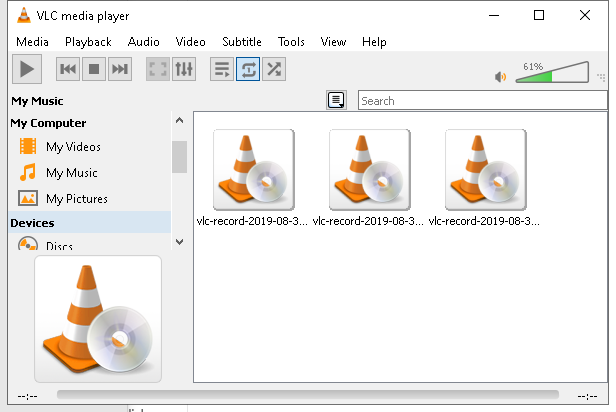 VLC media player
Media Playback Audio Video Subtitle Tools View Help
61%
My Music
Search
My Computer
My Videos
My Music
My Pictures
Devices
Discs
vlc-record-2019-08-3... vlc-record-2019-08-3... vlc-record-2019-08-3...
--:-- --:--